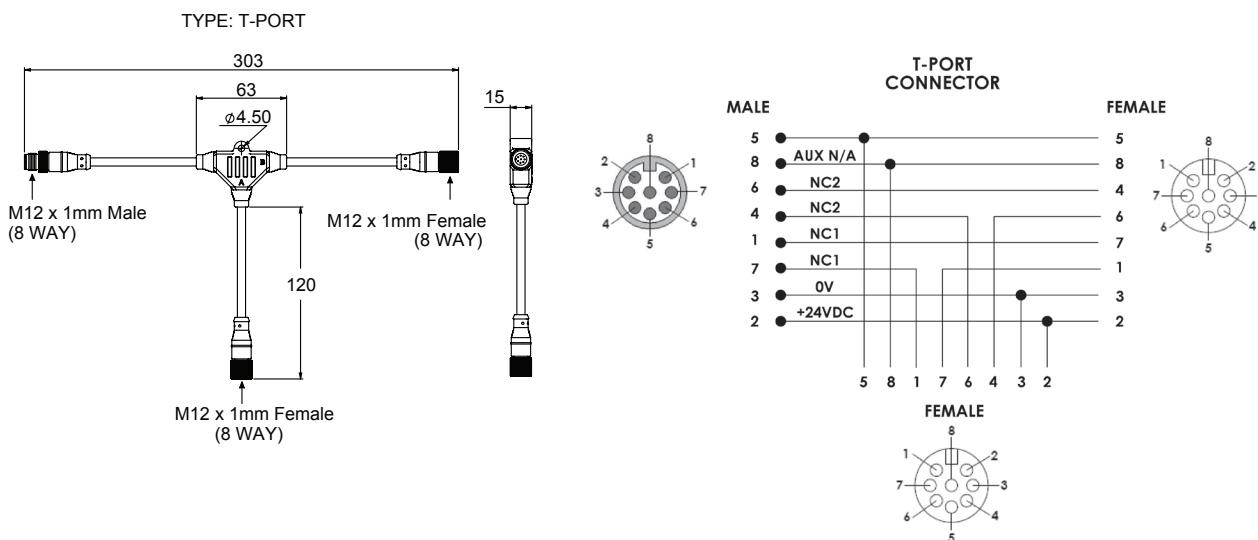 TYPE: T-PORT
303
63
ø4.50
15
M12 x 1mm Male
(8 WAY)
M12 x 1mm Female
(8 WAY)
120
M12 x 1mm Female
(8 WAY)
B
A
T-PORT
CONNECTOR
MALE
FEMALE
5
5
8 AUX N/A
8
6 NC2
4
4 NC2
6
1 NC1
7
7 NC1
1
3 0V
3
2 +24VDC
2
5 8 1 7 6 4 3 2
FEMALE
8
2 1
3 7
4 6
5
8
1 2
7
6 4
5
8
1 2
7 3
6 4
5